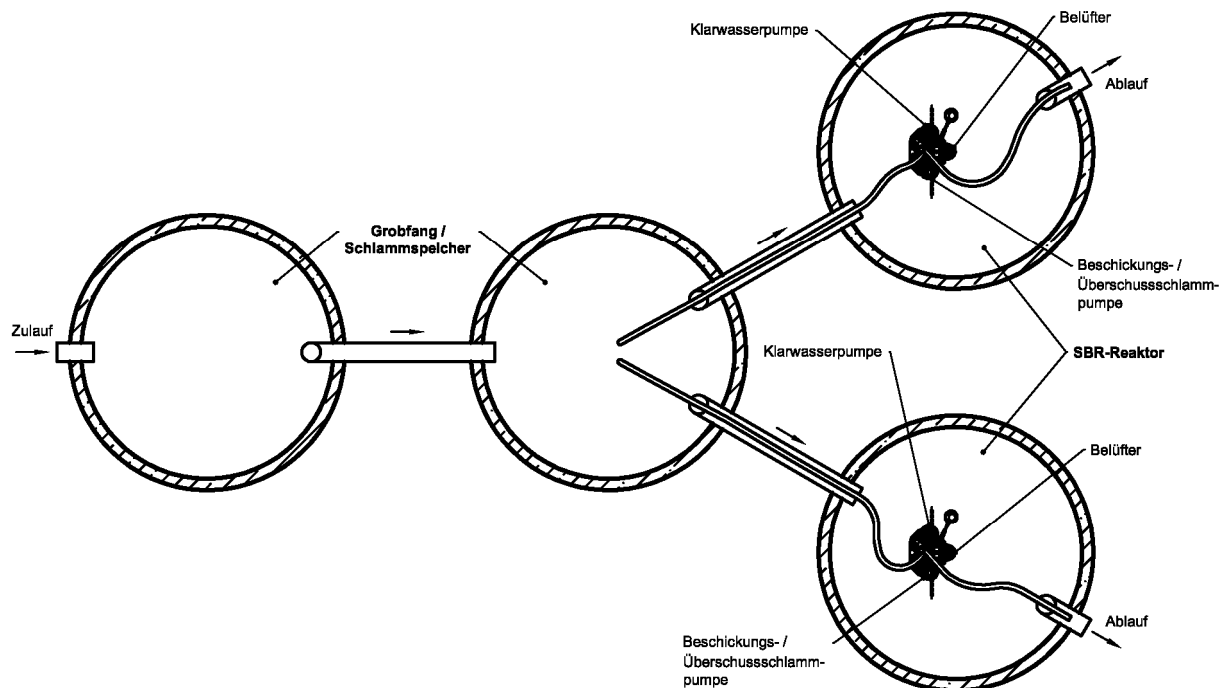 Klarwasserpumpe
Belüfter
Ablauf
Grobfang /
Schlammspeicher
Beschickungs- /
Überschussschlamm-
pumpe
Zulauf
Klarwasserpumpe
SBR-Reaktor
Belüfter
Ablauf
Beschickungs- /
Überschussschlamm-
pumpe